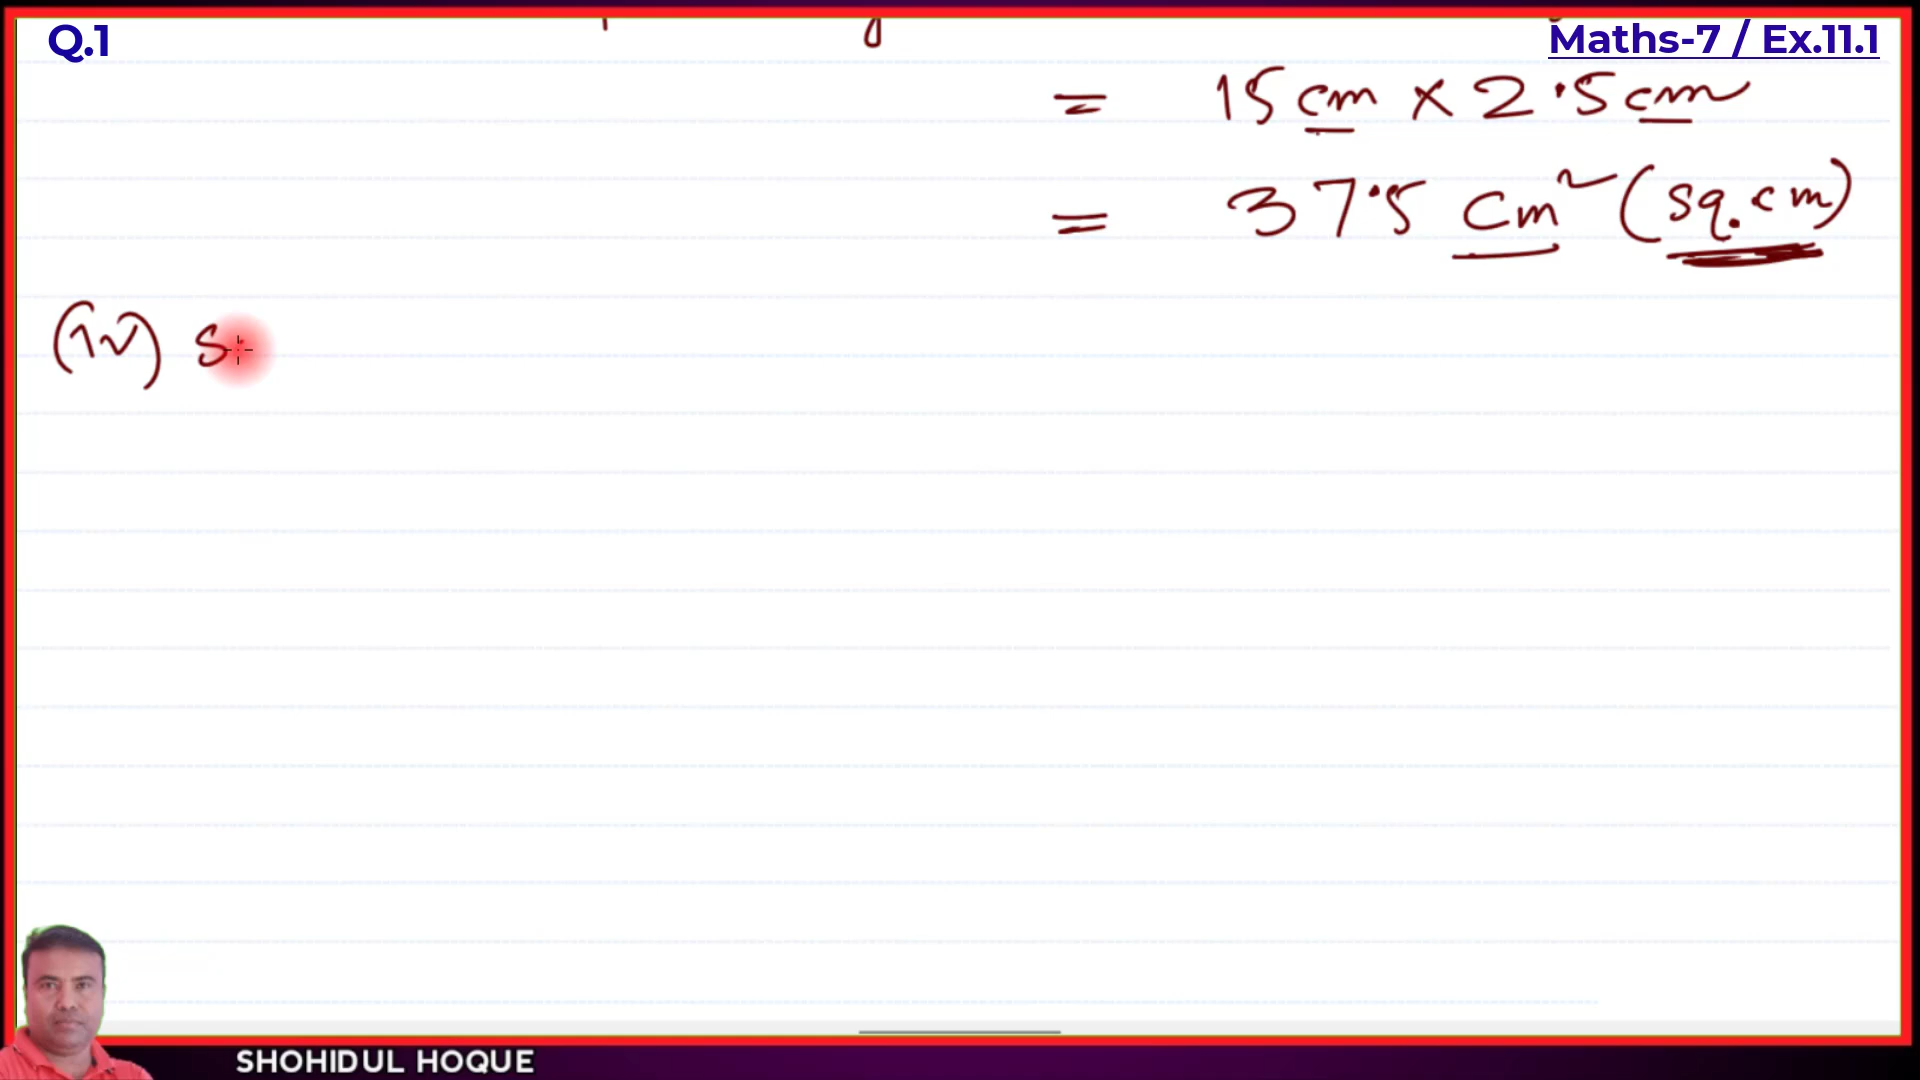 Q.1
Maths-7 / Ex.11.1
= 15 cm × 2.5 cm
= 37.5 cm² (sq.cm)
(iv) S
SHOHIDUL HOQUE